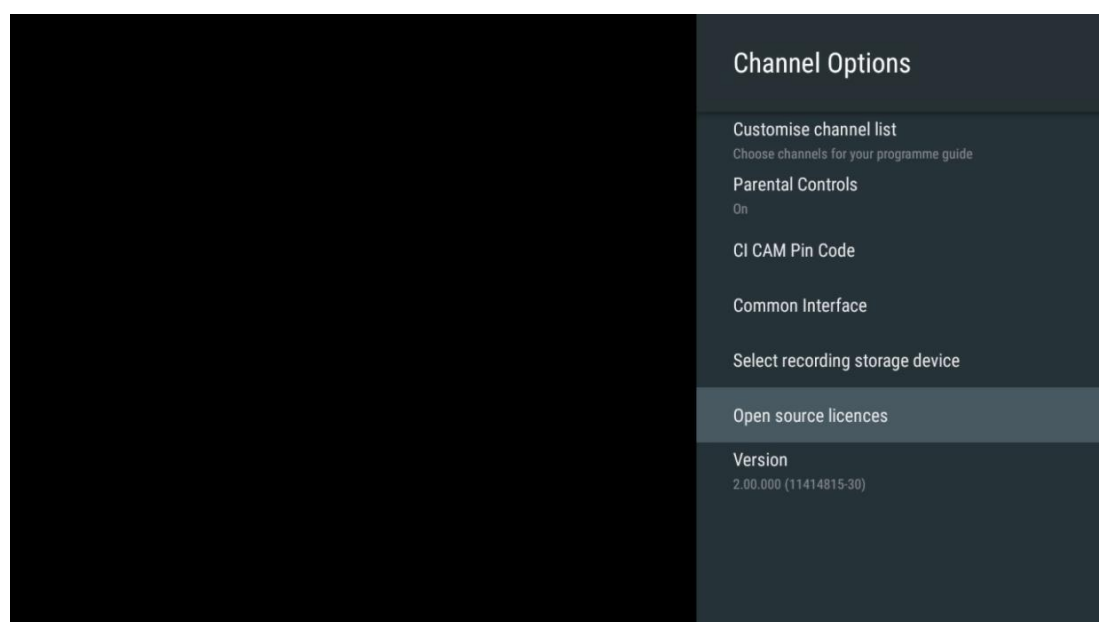 Channel Options
Customise channel list
Choose channels for your programme guide
Parental Controls
On
CI CAM Pin Code
Common Interface
Select recording storage device
Open source licences
Version
2.00.000 (11414815-30)